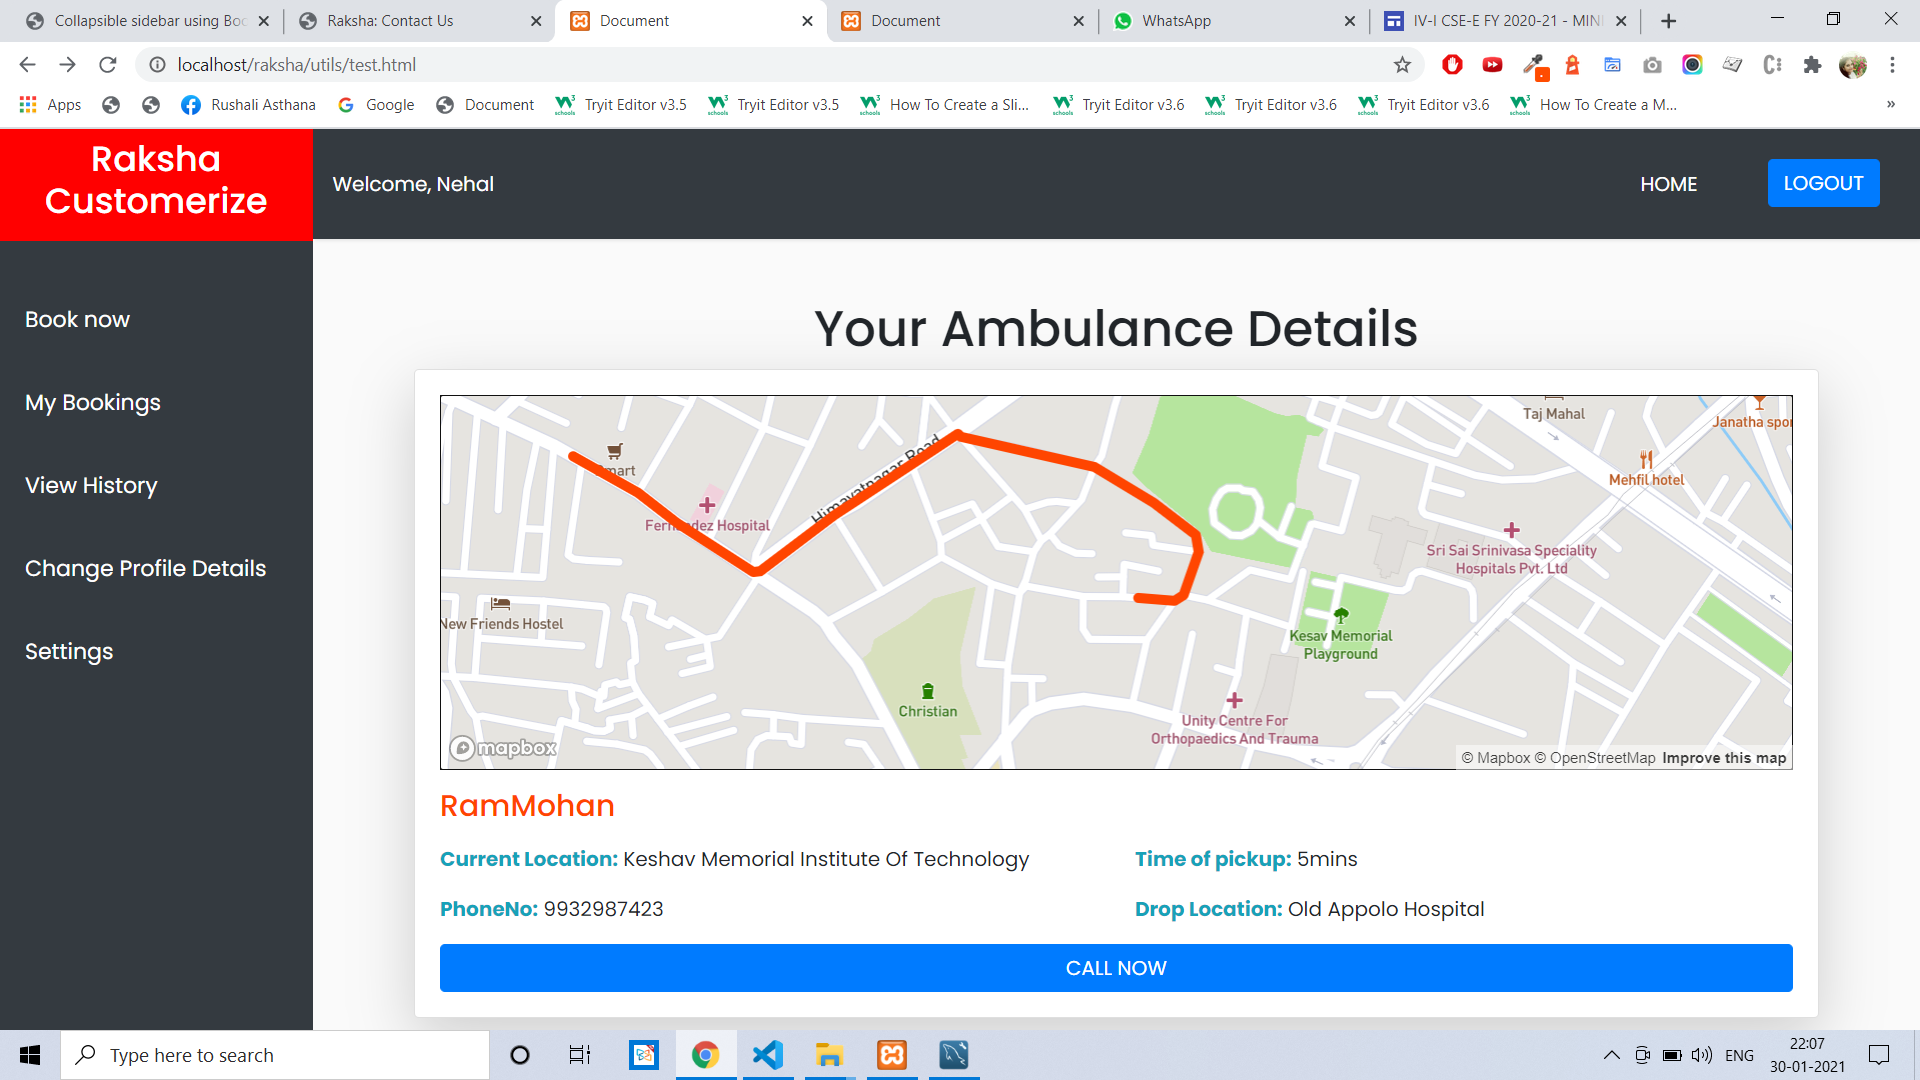 Collapsible sidebar using Boo
Raksha: Contact Us
Document
Document
WhatsApp
IV-I CSE-E FY 2020-21 - MINI
localhost/raksha/utils/test.html
Apps
Rushali Asthana
Google
Document
Tryit Editor v3.5
Tryit Editor v3.5
How To Create a Sli...
Tryit Editor v3.6
Tryit Editor v3.6
Tryit Editor v3.6
How To Create a M...
»
Raksha
Customerize
Welcome, Nehal
HOME
LOGOUT
Book now
My Bookings
View History
Change Profile Details
Settings
Your Ambulance Details
Taj Mahal
Janatha spor
Mehfil hotel
mart
Himayatnagar Road
Fernandez Hospital
Sri Sai Srinivasa Speciality
Hospitals Pvt. Ltd
New Friends Hostel
Kesav Memorial
Playground
Christian
Unity Centre For
Orthopaedics And Trauma
mapbox
© Mapbox © OpenStreetMap Improve this map
RamMohan
Current Location: Keshav Memorial Institute Of Technology
Time of pickup: 5mins
PhoneNo: 9932987423
Drop Location: Old Appolo Hospital
CALL NOW
Type here to search
ENG
22:07
30-01-2021